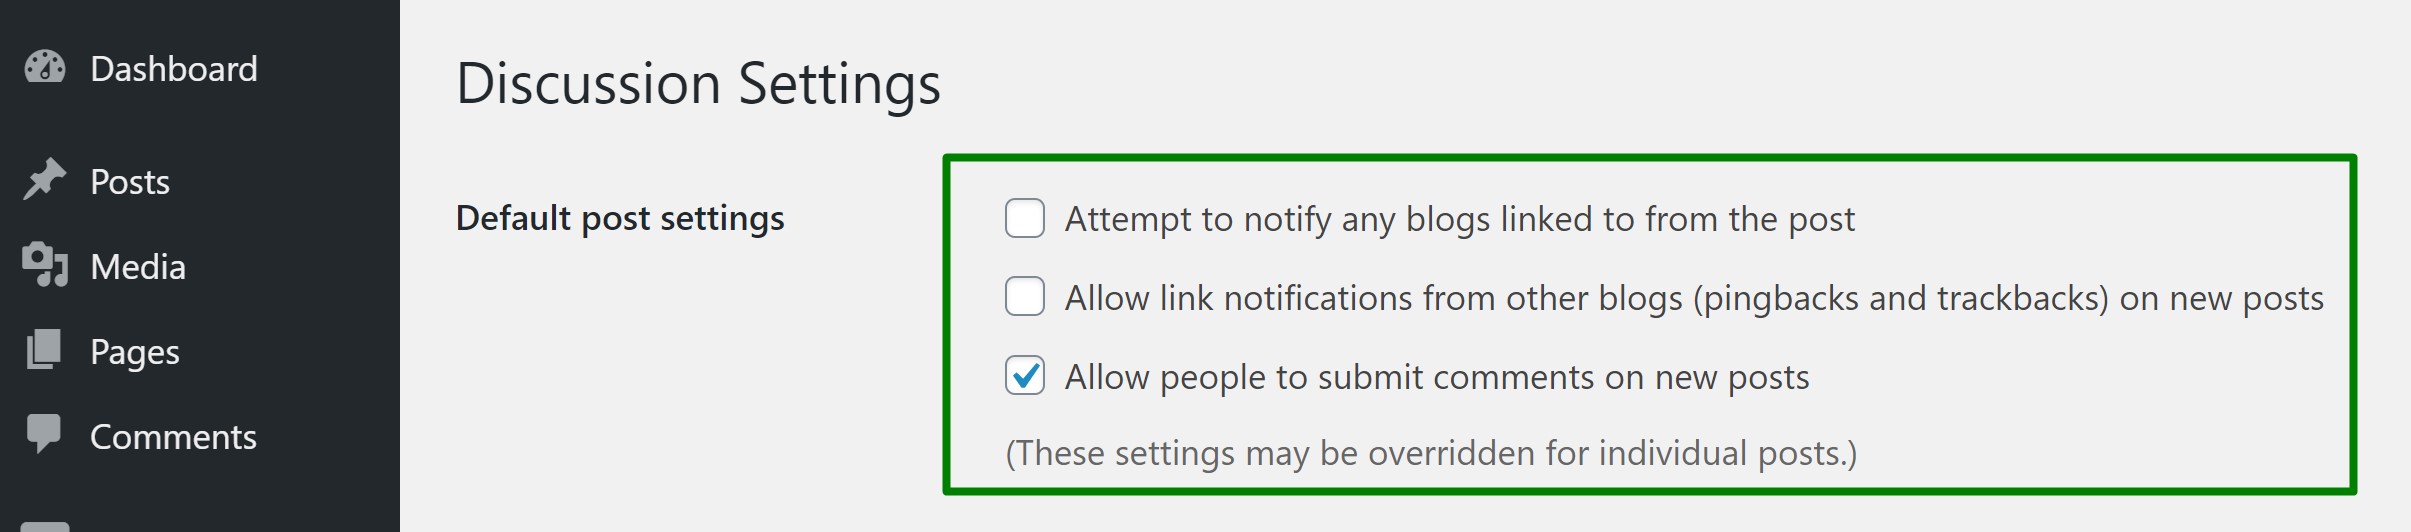 Dashboard
Posts
Media
Pages
Comments
Discussion Settings
Default post settings
Attempt to notify any blogs linked to from the post
Allow link notifications from other blogs (pingbacks and trackbacks) on new posts
Allow people to submit comments on new posts
(These settings may be overridden for individual posts.)